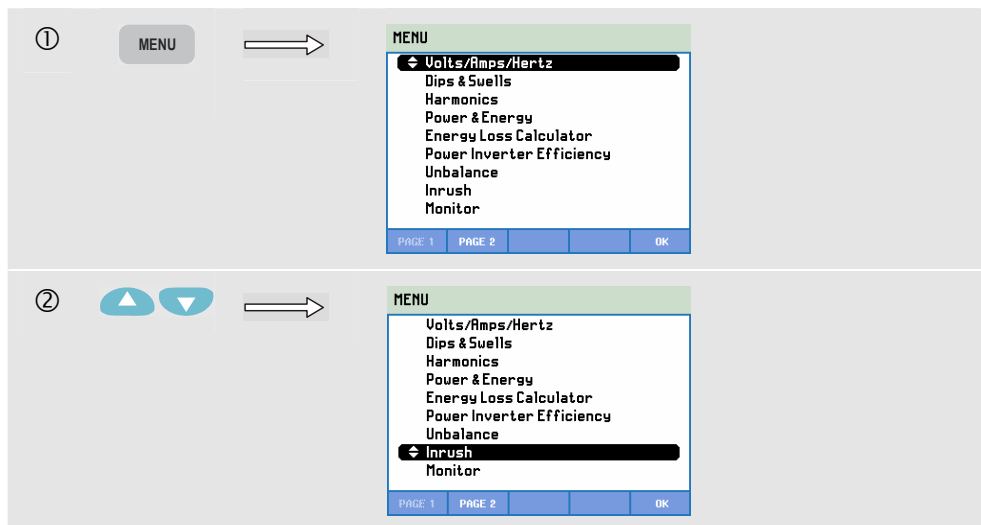 ①
MENU
MENU
Volts/Amps/Hertz
Dips & Swells
Harmonics
Power & Energy
Energy Loss Calculator
Power Inverter Efficiency
Unbalance
Inrush
Monitor
PAGE 1 PAGE 2 OK
②
MENU
Volts/Amps/Hertz
Dips & Swells
Harmonics
Power & Energy
Energy Loss Calculator
Power Inverter Efficiency
Unbalance
Inrush
Monitor
PAGE 1 PAGE 2 OK